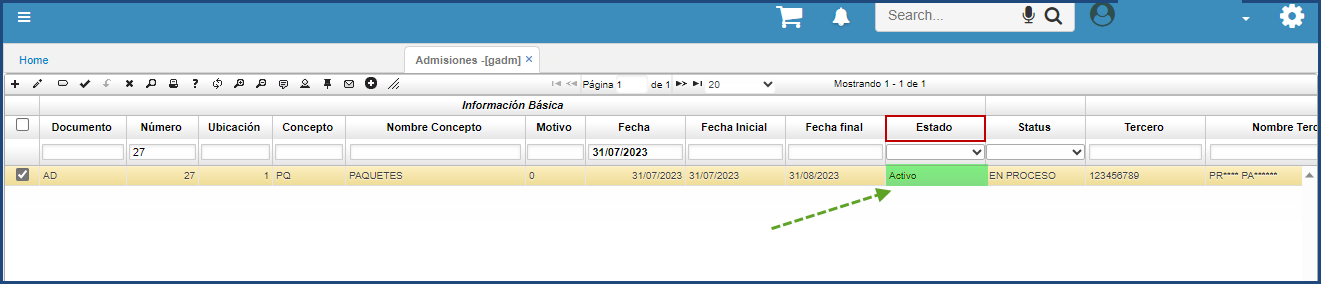 Search...
Home
Admisiones -[gadm] ×
Página 1 de 1 20 Mostrando 1 - 1 de 1
Información Básica
Documento Número Ubicación Concepto Nombre Concepto Motivo Fecha Fecha Inicial Fecha final Estado Status Tercero Nombre Terc
27 31/07/2023
AD 27 1 PQ PAQUETES 0 31/07/2023 31/07/2023 31/08/2023 Activo EN PROCESO 123456789 PR**** PA******